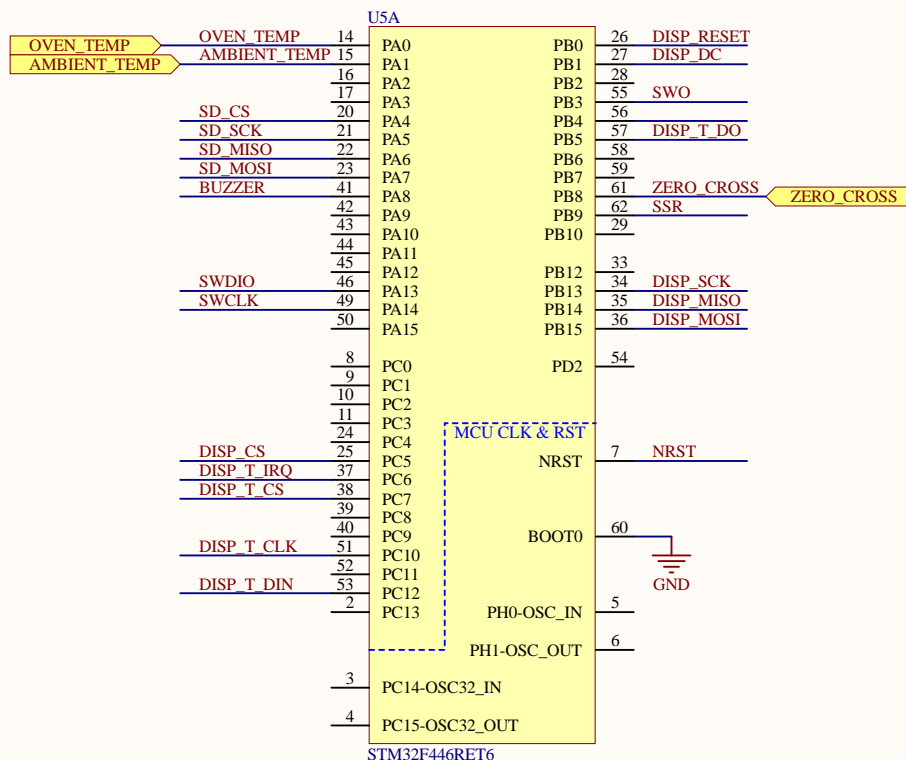 U5A
OVEN_TEMP OVEN_TEMP 14 PA0 PB0 26 DISP_RESET
AMBIENT_TEMP AMBIENT_TEMP 15 PA1 PB1 27 DISP_DC
16 PA2 PB2 28
17 PA3 PB3 55 SWO
SD_CS 20 PA4 PB4 56
SD_SCK 21 PA5 PB5 57 DISP_T_DO
SD_MISO 22 PA6 PB6 58
SD_MOSI 23 PA7 PB7 59
BUZZER 41 PA8 PB8 61 ZERO_CROSS ZERO_CROSS
42 PA9 PB9 62 SSR
43 PA10 PB10 29
44 PA11
45 PA12 PB12 33
SWDIO 46 PA13 PB13 34 DISP_SCK
SWCLK 49 PA14 PB14 35 DISP_MISO
50 PA15 PB15 36 DISP_MOSI
8 PC0 PD2 54
9 PC1
10 PC2
11 PC3
24 PC4 MCU CLK & RST
DISP_CS 25 PC5 NRST 7 NRST
DISP_T_IRQ 37 PC6
DISP_T_CS 38 PC7
39 PC8
40 PC9 BOOT0 60
DISP_T_CLK 51 PC10
52 PC11 GND
DISP_T_DIN 53 PC12
2 PC13 PH0-OSC_IN 5
PH1-OSC_OUT 6
3 PC14-OSC32_IN
4 PC15-OSC32_OUT
STM32F446RET6